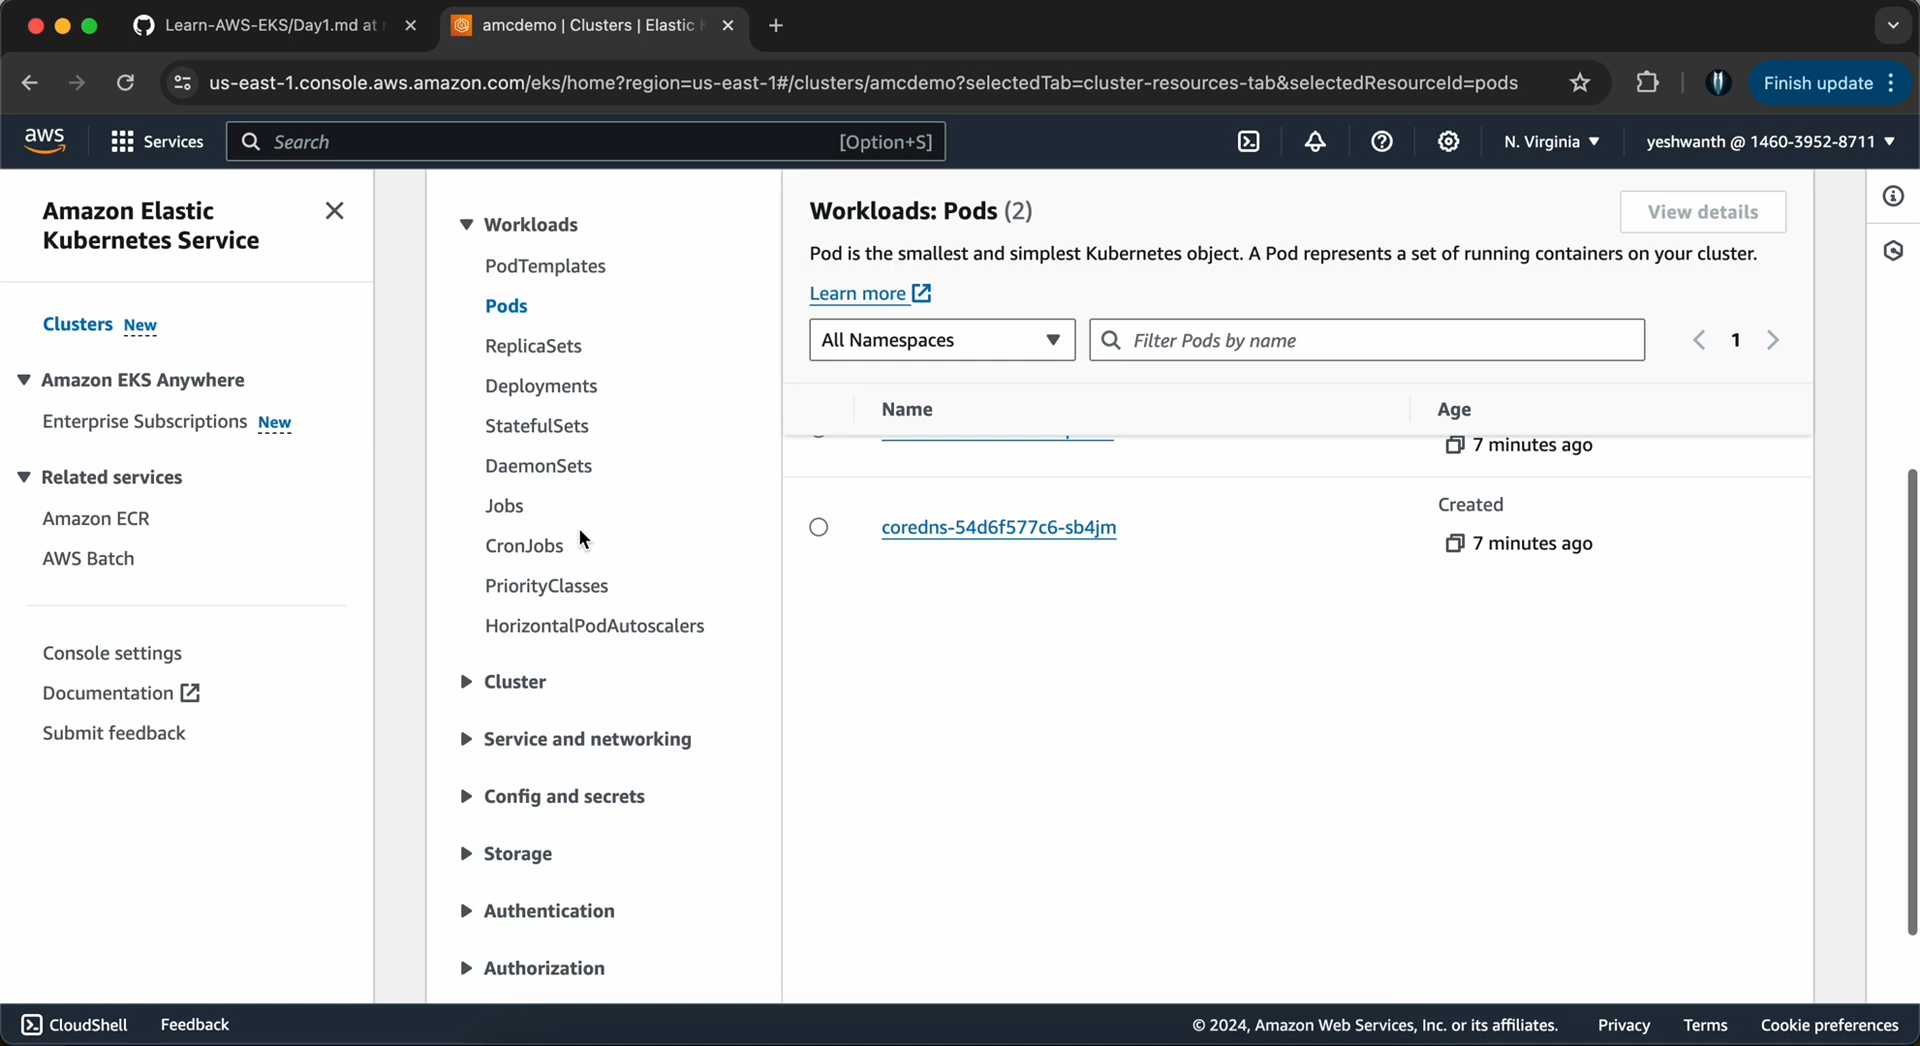 Learn-AWS-EKS/Day1.md at
amcdemo | Clusters | Elastic
us-east-1.console.aws.amazon.com/eks/home?region=us-east-1#/clusters/amcdemo?selectedTab=cluster-resources-tab&selectedResourceId=pods
Finish update
aws
Services
Search
[Option+S]
N. Virginia
yeshwanth @ 1460-3952-8711
Amazon Elastic
Kubernetes Service
Clusters New
Amazon EKS Anywhere
Enterprise Subscriptions New
Related services
Amazon ECR
AWS Batch
Console settings
Documentation
Submit feedback
Workloads
PodTemplates
Pods
ReplicaSets
Deployments
StatefulSets
DaemonSets
Jobs
CronJobs
PriorityClasses
HorizontalPodAutoscalers
Cluster
Service and networking
Config and secrets
Storage
Authentication
Authorization
Workloads: Pods (2)
View details
Pod is the smallest and simplest Kubernetes object. A Pod represents a set of running containers on your cluster.
Learn more
All Namespaces
Filter Pods by name
1
Name
Age
7 minutes ago
coredns-54d6f577c6-sb4jm
Created
7 minutes ago
CloudShell
Feedback
© 2024, Amazon Web Services, Inc. or its affiliates.
Privacy
Terms
Cookie preferences